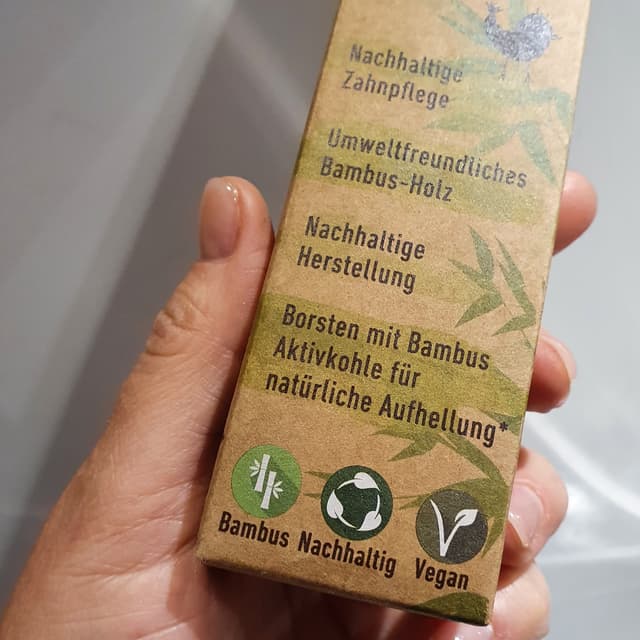 Nachhaltige
Zahnpflege
Umweltfreundliches
Bambus-Holz
Nachhaltige
Herstellung
Borsten mit Bambus
Aktivkohle für
natürliche Aufhellung*
Bambus Nachhaltig Vegan